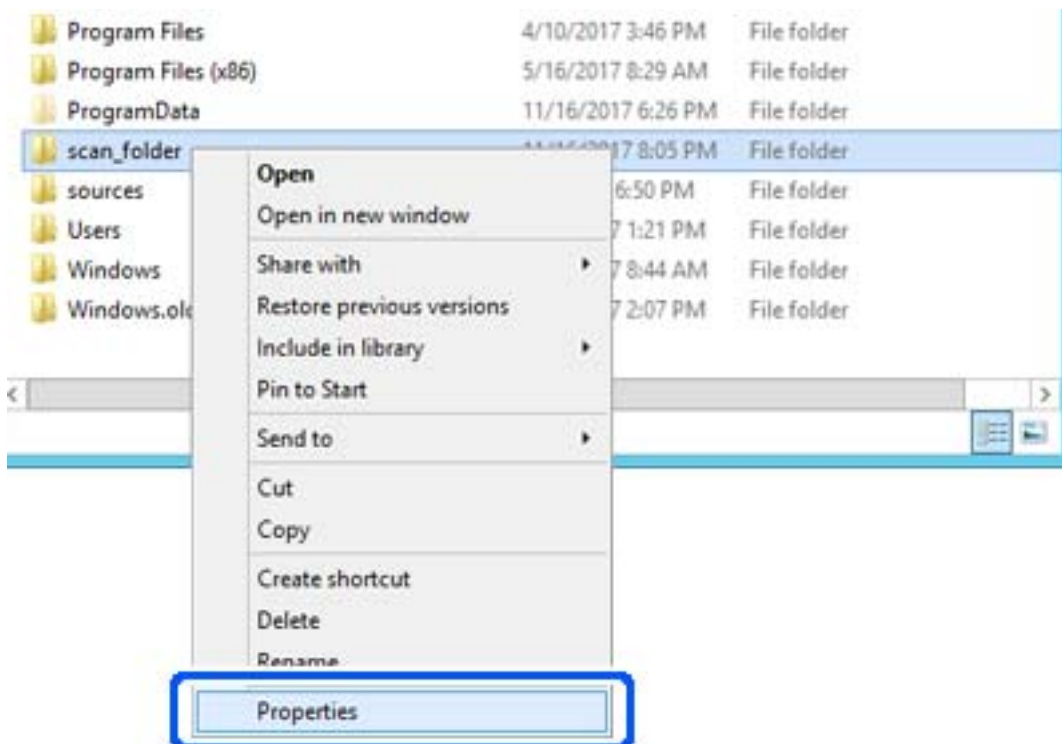 Program Files 4/10/2017 3:46 PM File folder
Program Files (x86) 5/16/2017 8:29 AM File folder
ProgramData 11/16/2017 6:26 PM File folder
scan_folder 17 8:05 PM File folder
sources 6:50 PM File folder
Users 7 1:21 PM File folder
Windows 7 8:44 AM File folder
Windows.old 7 2:07 PM File folder
Open
Open in new window
Share with
Restore previous versions
Include in library
Pin to Start
Send to
Cut
Copy
Create shortcut
Delete
Rename
Properties